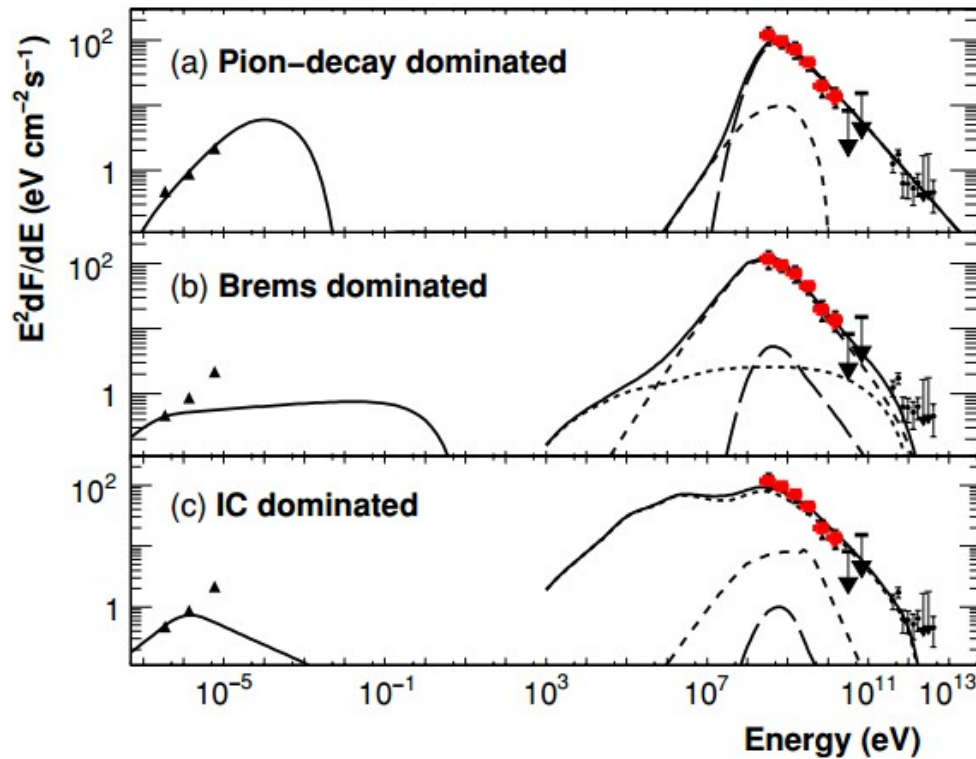 E²dF/dE (eV cm⁻² s⁻¹)
10²
(a) Pion−decay dominated
1
10²
(b) Brems dominated
1
10²
(c) IC dominated
1
10⁻⁵ 10⁻¹ 10³ 10⁷ 10¹¹ 10¹³
Energy (eV)